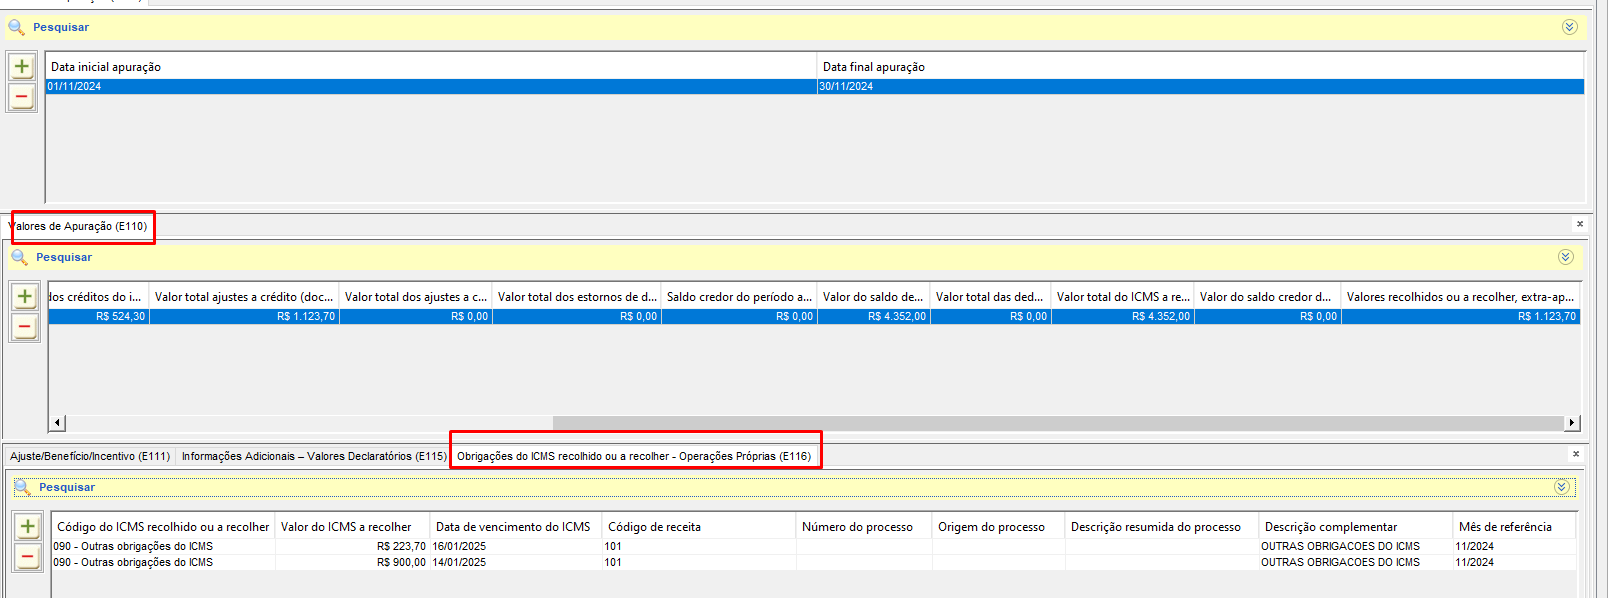 Pesquisar
Data inicial apuração Data final apuração
01/11/2024 30/11/2024
Valores de Apuração (E110)
Pesquisar
dos créditos do i... Valor total ajustes a crédito (doc... Valor total dos ajustes a c... Valor total dos estornos de d... Saldo credor do período a... Valor do saldo de... Valor total das ded... Valor total do ICMS a re... Valor do saldo credor d... Valores recolhidos ou a recolher, extra-ap...
R$ 524,30 R$ 1.123,70 R$ 0,00 R$ 0,00 R$ 0,00 R$ 4.352,00 R$ 0,00 R$ 4.352,00 R$ 0,00 R$ 1.123,70
Ajuste/Benefício/Incentivo (E111) Informações Adicionais – Valores Declaratórios (E115) Obrigações do ICMS recolhido ou a recolher - Operações Próprias (E116)
Pesquisar
Código do ICMS recolhido ou a recolher Valor do ICMS a recolher Data de vencimento do ICMS Código de receita Número do processo Origem do processo Descrição resumida do processo Descrição complementar Mês de referência
090 - Outras obrigações do ICMS R$ 223,70 16/01/2025 101 OUTRAS OBRIGACOES DO ICMS 11/2024
090 - Outras obrigações do ICMS R$ 900,00 14/01/2025 101 OUTRAS OBRIGACOES DO ICMS 11/2024